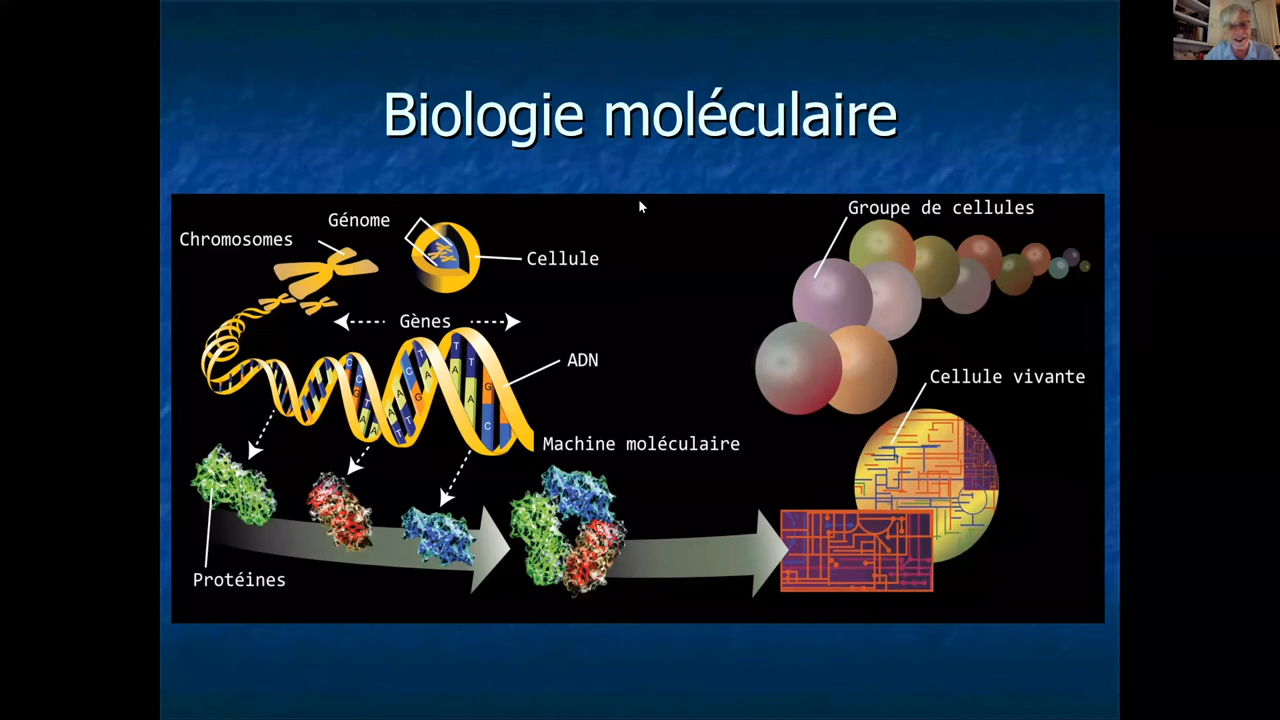 Biologie moléculaire
Génome
Chromosomes
Cellule
Gènes
ADN
Machine moléculaire
Protéines
Groupe de cellules
Cellule vivante
C
C
G
T
A
A
T
T
A
A
C
G
T
A
T
A
T
T
A
G
C